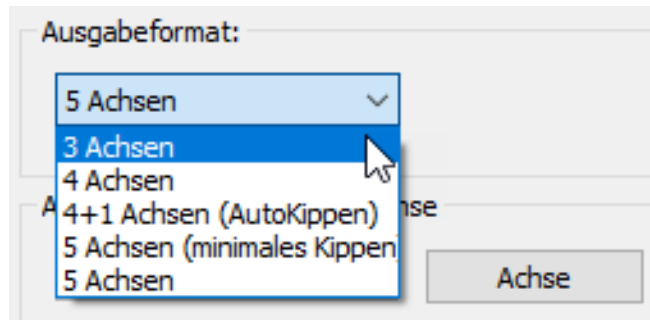 Ausgabeformat:
5 Achsen
3 Achsen
4 Achsen
4+1 Achsen (AutoKippen)
5 Achsen (minimales Kippen
5 Achsen
Achse